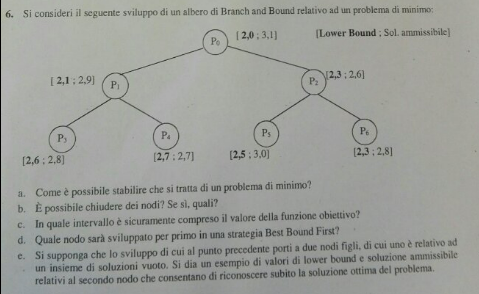 6. Si consideri il seguente sviluppo di un albero di Branch and Bound relativo ad un problema di minimo:
P0 [ 2,0 ; 3,1] [Lower Bound ; Sol. ammissibile]
[ 2,1 ; 2,9] P1 P2 [2,3 ; 2,6]
P3 P4 P5 P6
[2,6 ; 2,8] [2,7 ; 2,7] [2,5 ; 3,0] [2,3 ; 2,8]
a. Come è possibile stabilire che si tratta di un problema di minimo?
b. È possibile chiudere dei nodi? Se sì, quali?
c. In quale intervallo è sicuramente compreso il valore della funzione obiettivo?
d. Quale nodo sarà sviluppato per primo in una strategia Best Bound First?
e. Si supponga che lo sviluppo di cui al punto precedente porti a due nodi figli, di cui uno è relativo ad
un insieme di soluzioni vuoto. Si dia un esempio di valori di lower bound e soluzione ammissibile
relativi al secondo nodo che consentano di riconoscere subito la soluzione ottima del problema.